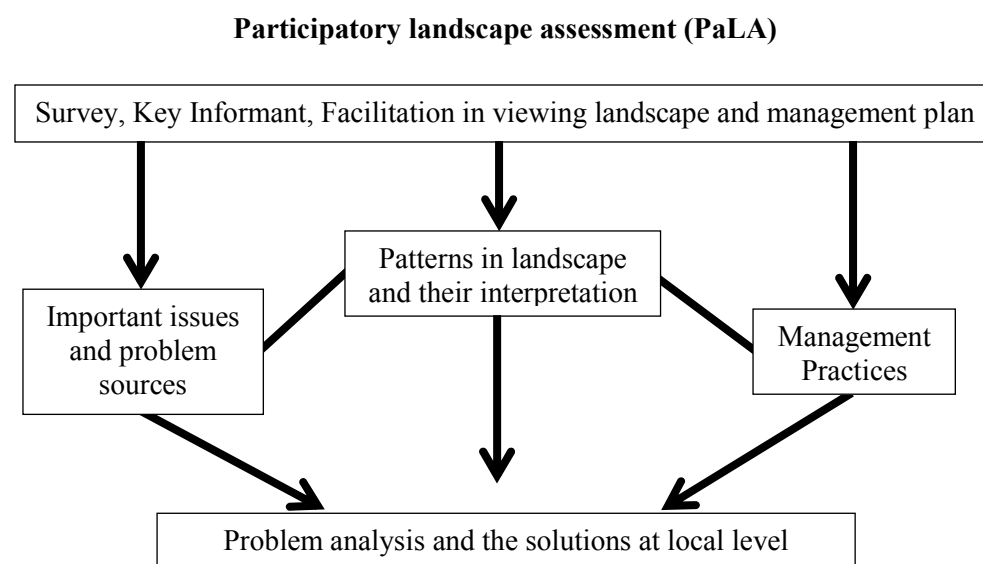 Participatory landscape assessment (PaLA)
Survey, Key Informant, Facilitation in viewing landscape and management plan
Patterns in landscape
and their interpretation
Important issues
and problem
sources
Management
Practices
Problem analysis and the solutions at local level